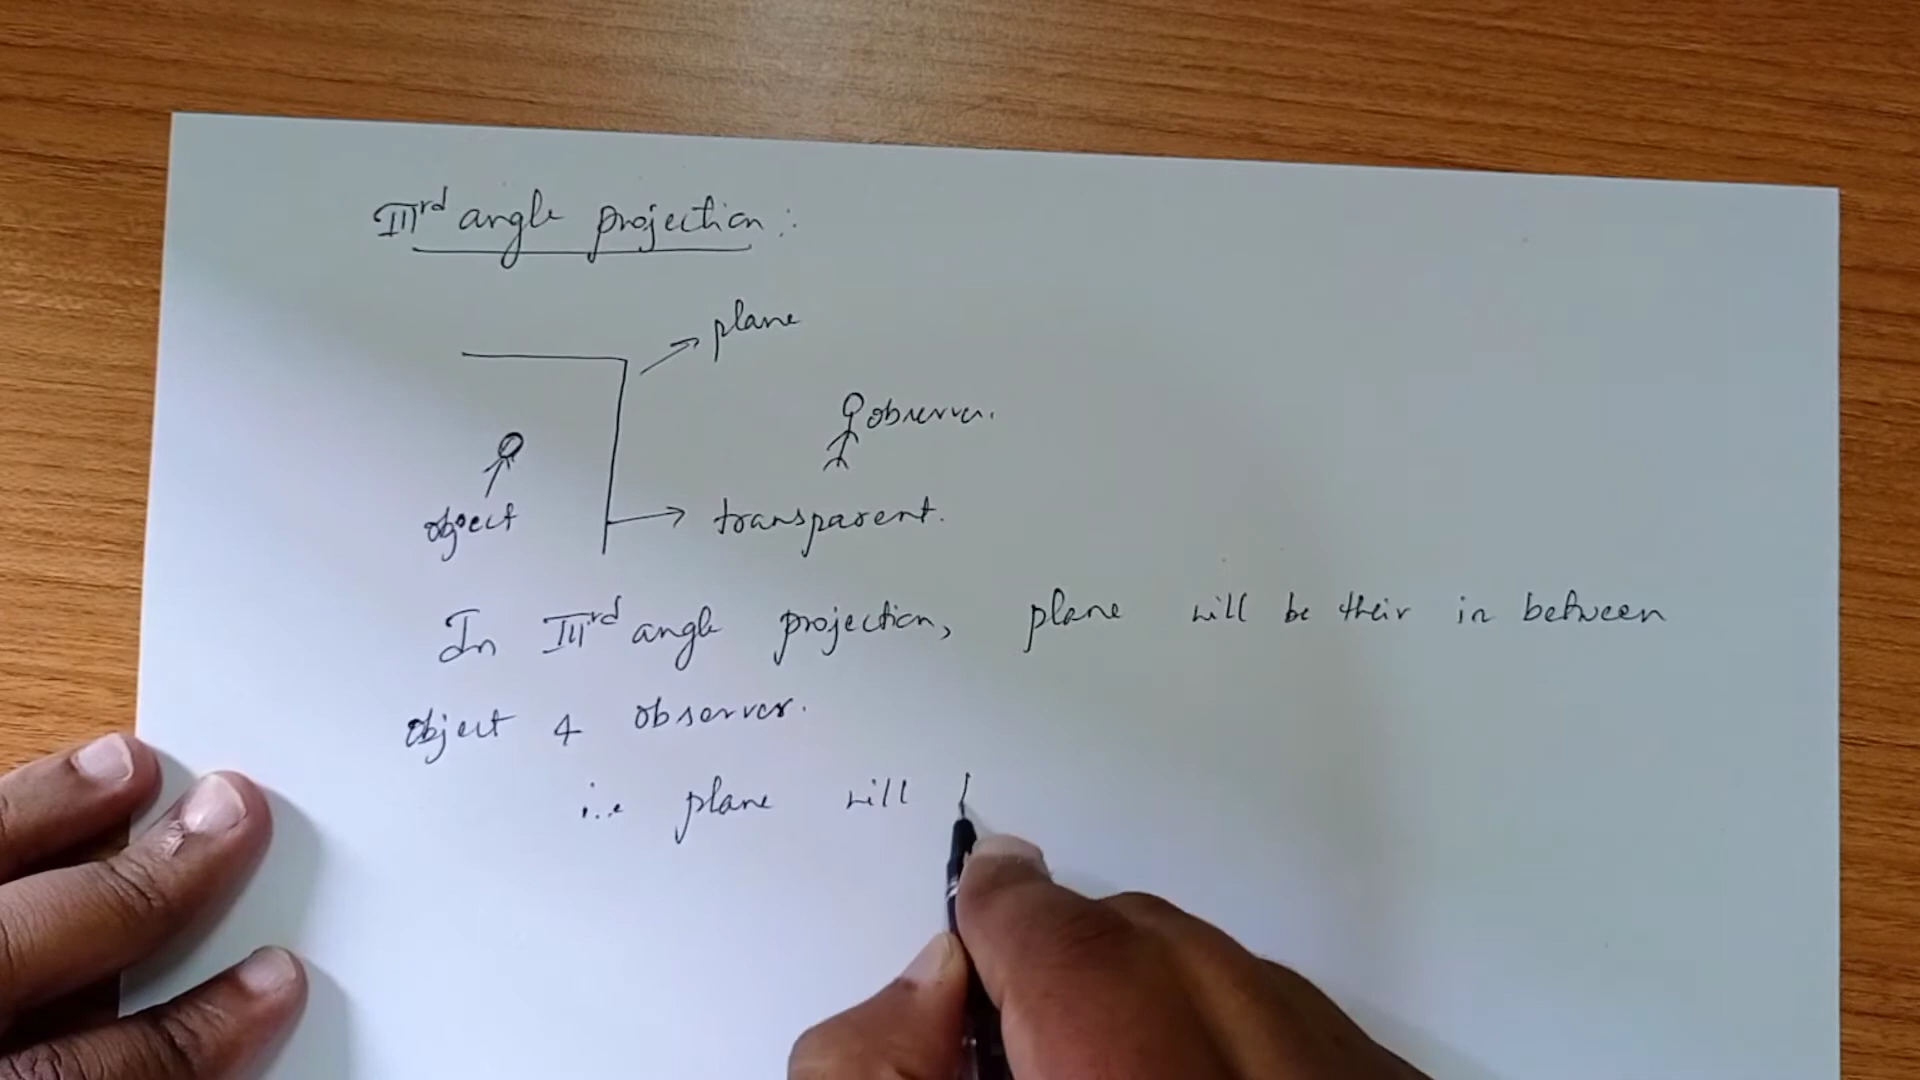 IIIrd angle projection :
plane
observer.
object
transparent.
In IIIrd angle projection, plane will be their in between
object & observer.
i.e plane will